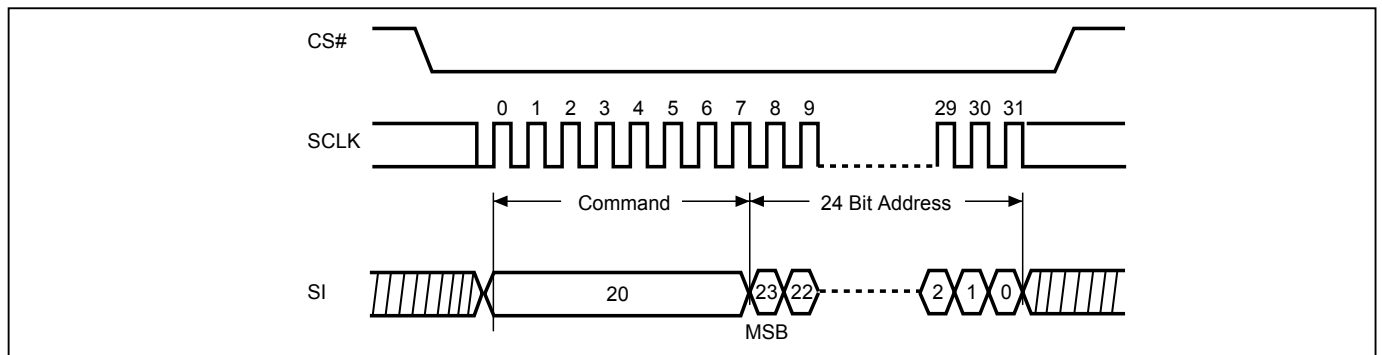 CS#
0 1 2 3 4 5 6 7 8 9 29 30 31
SCLK
Command 24 Bit Address
SI 20 23 22 2 1 0
MSB